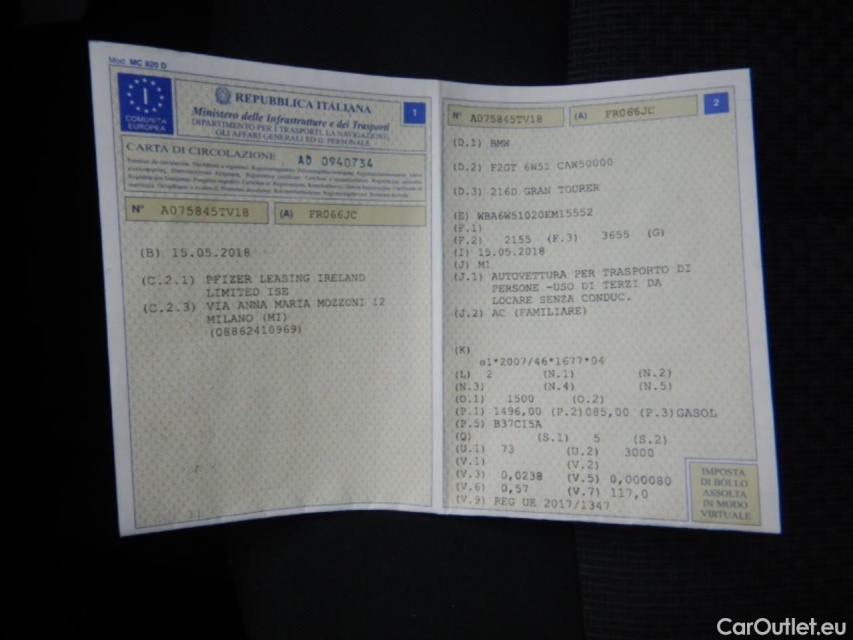 Mod. MC 820 D
I
COMUNITA
EUROPEA
REPUBBLICA ITALIANA
Ministero delle Infrastrutture e dei Trasporti
DIPARTIMENTO PER I TRASPORTI, LA NAVIGAZIONE,
GLI AFFARI GENERALI ED IL PERSONALE
1
CARTA DI CIRCOLAZIONE AD 0940734
N° A075845TV18 (A) FR066JC
(B) 15.05.2018
(C.2.1) PFIZER LEASING IRELAND
LIMITED ISE
(C.2.3) VIA ANNA MARIA MOZZONI 12
MILANO (MI)
(08862410969)
N° A075845TV18 (A) FR066JC 2
(D.1) BMW
(D.2) F2GT 6W51 CAW50000
(D.3) 216D GRAN TOURER
(E) WBA6W51020EM15552
(F.1)
(F.2) 2155 (F.3) 3655 (G)
(I) 15.05.2018
(J) M1
(J.1) AUTOVETTURA PER TRASPORTO DI
PERSONE -USO DI TERZI DA
LOCARE SENZA CONDUC.
(J.2) AC (FAMILIARE)
(K)
e1*2007/46*1677*04
(L) 2 (N.1) (N.2)
(N.3) (N.4) (N.5)
(O.1) 1500 (O.2)
(P.1) 1496,00 (P.2)085,00 (P.3)GASOL
(P.5) B37C15A
(Q) (S.1) 5 (S.2)
(U.1) 73 (U.2) 3000
(V.1) (V.2)
(V.3) 0,0238 (V.5) 0,000080
(V.6) 0,57 (V.7) 117,0
(V.9) REG UE 2017/1347
IMPOSTA
DI BOLLO
ASSOLTA
IN MODO
VIRTUALE
CarOutlet.eu